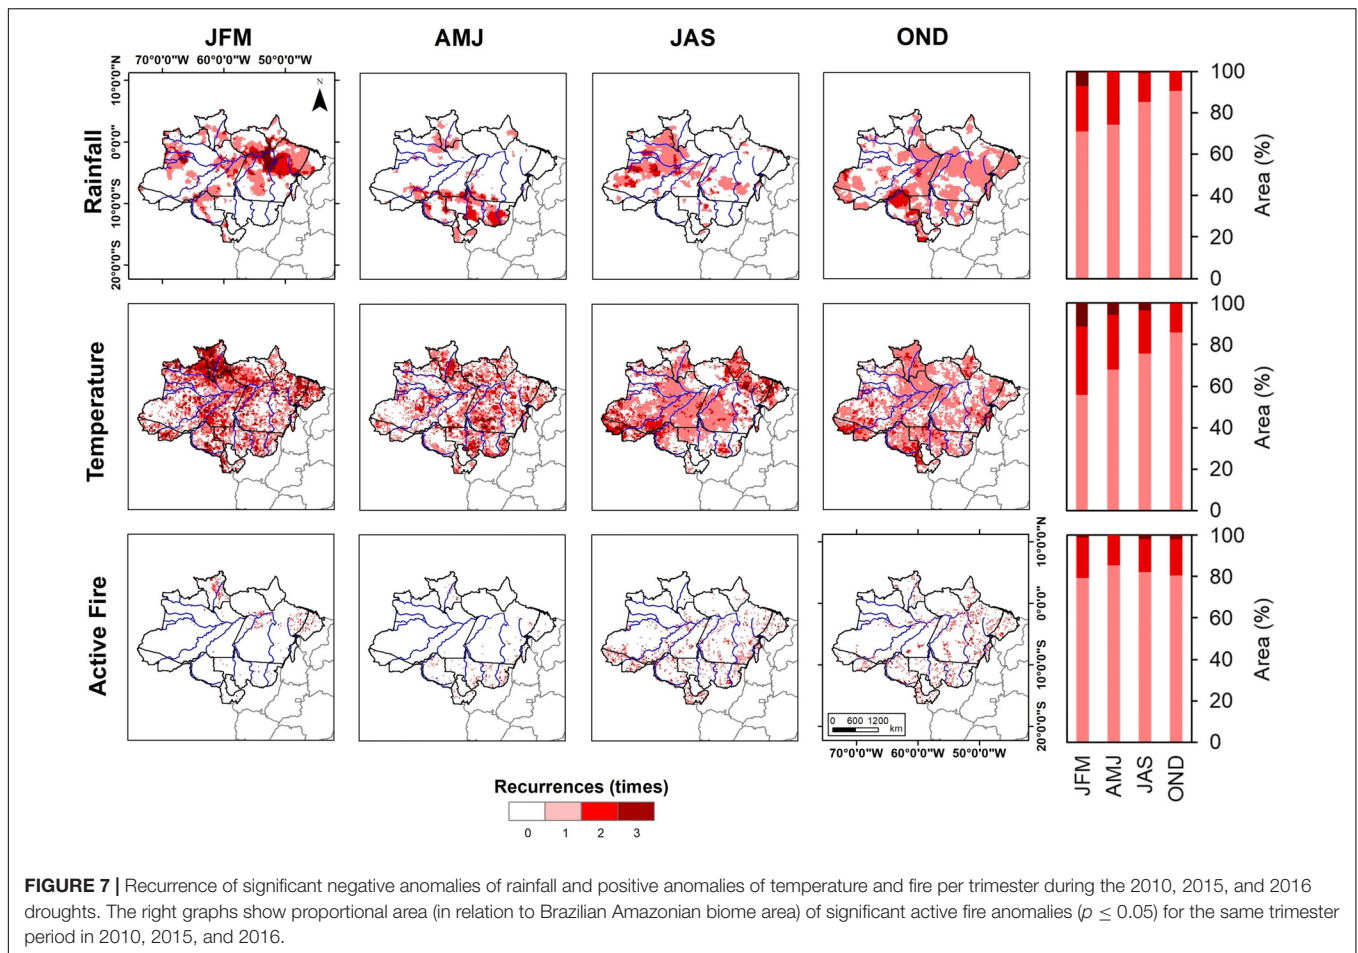 JFM AMJ JAS OND
70°0'0"W 60°0'0"W 50°0'0"W
10°0'0"N
0°0'0"
10°0'0"S
20°0'0"S
N
Rainfall
100
80
60
40
20
0
Area (%)
Temperature
100
80
60
40
20
0
Area (%)
Active Fire
10°0'0"N
0°0'0"
10°0'0"S
20°0'0"S
0 600 1200
km
70°0'0"W 60°0'0"W 50°0'0"W
100
80
60
40
20
0
Area (%)
JFM
AMJ
JAS
OND
Recurrences (times)
0 1 2 3
FIGURE 7 | Recurrence of significant negative anomalies of rainfall and positive anomalies of temperature and fire per trimester during the 2010, 2015, and 2016
droughts. The right graphs show proportional area (in relation to Brazilian Amazonian biome area) of significant active fire anomalies (p ≤ 0.05) for the same trimester
period in 2010, 2015, and 2016.